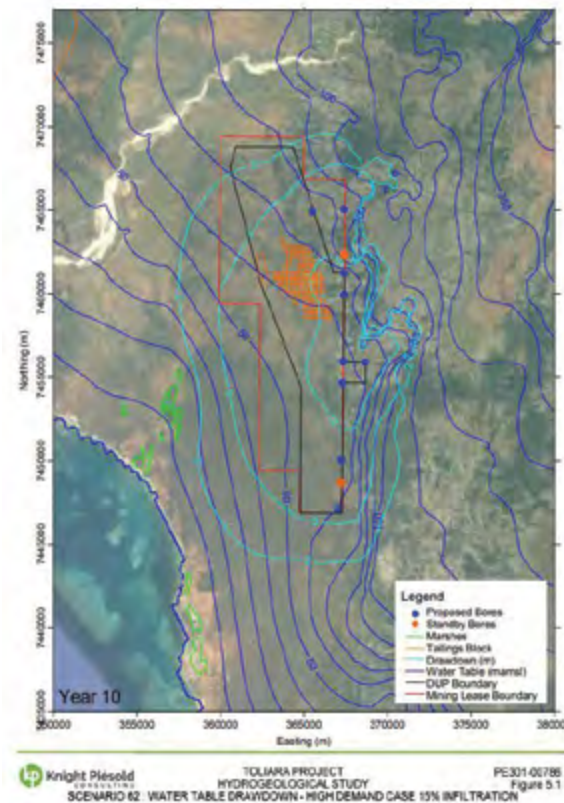 7475000
7470000
7465000
7460000
7455000
7450000
7445000
7440000
Northing (m)
Year 10
Legend
Proposed Bores
Standby Bores
Marshes
Tailings Block
Drawdown (m)
Water Table (mamsl)
DUP Boundary
Mining Lease Boundary
355000 360000 365000 370000 375000
Easting (m)
kp Knight Piésold
CONSULTING
TOLIARA PROJECT
HYDROGEOLOGICAL STUDY
SCENARIO 62: WATER TABLE DRAWDOWN - HIGH DEMAND CASE 15% INFILTRATION
PE301-00786
Figure 5.1